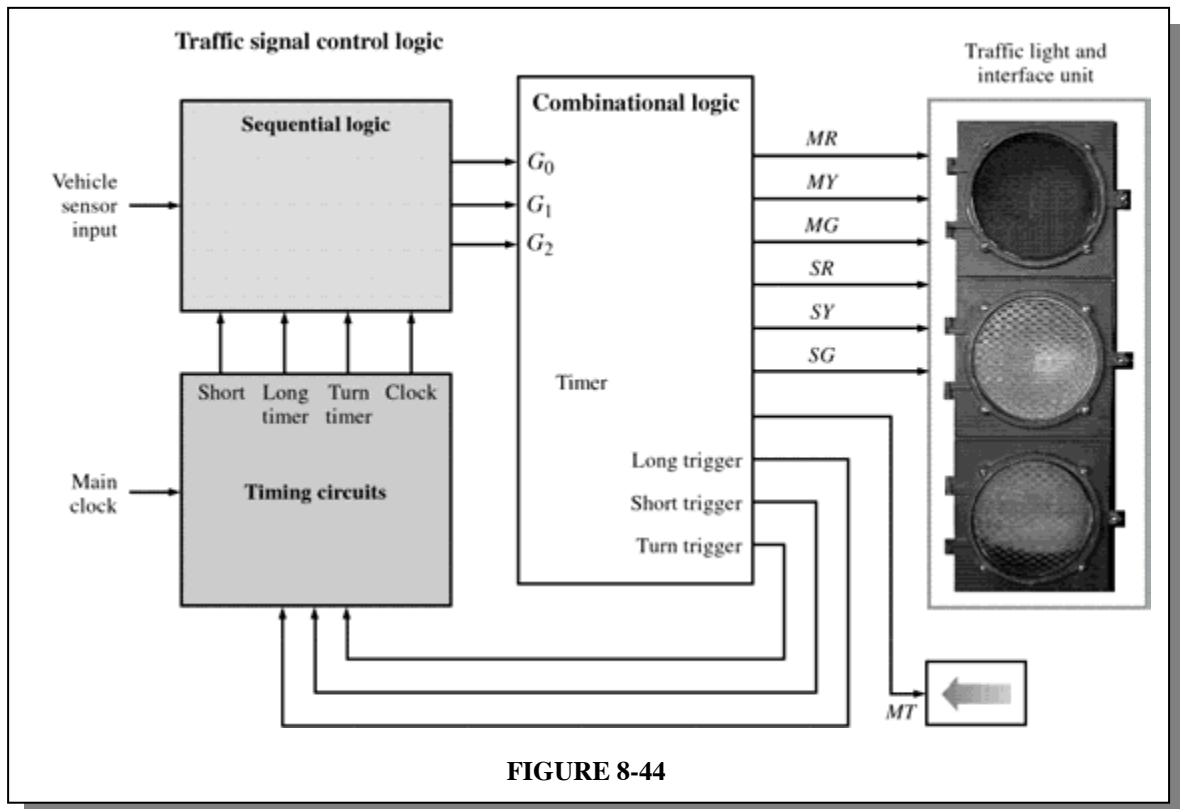 Traffic signal control logic
Traffic light and
interface unit
Sequential logic
Combinational logic
Vehicle
sensor
input
G0
G1
G2
MR
MY
MG
SR
SY
SG
Short
Long
timer
Turn
timer
Clock
Timer
Main
clock
Timing circuits
Long trigger
Short trigger
Turn trigger
MT
FIGURE 8-44